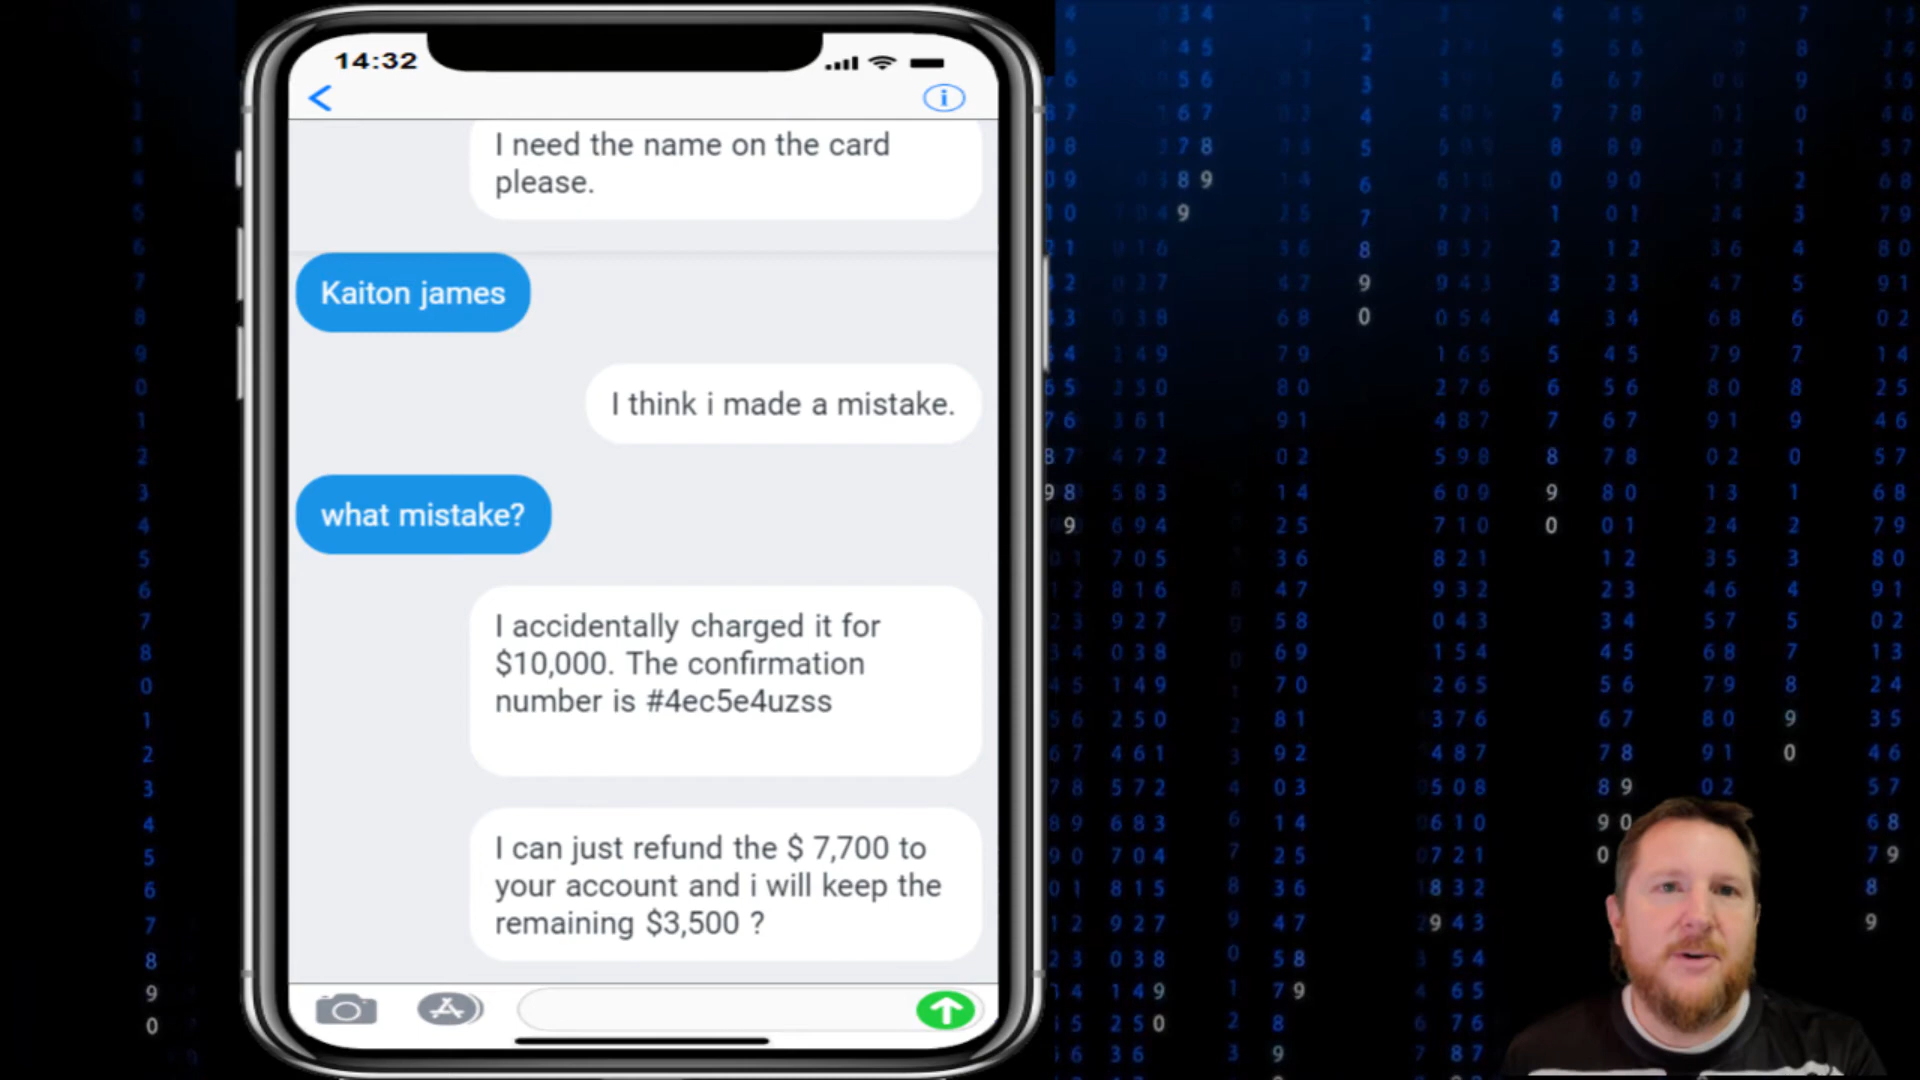 14:32
I need the name on the card
please.
Kaiton james
I think i made a mistake.
what mistake?
I accidentally charged it for
$10,000. The confirmation
number is #4ec5e4uzss
I can just refund the $ 7,700 to
your account and i will keep the
remaining $3,500 ?